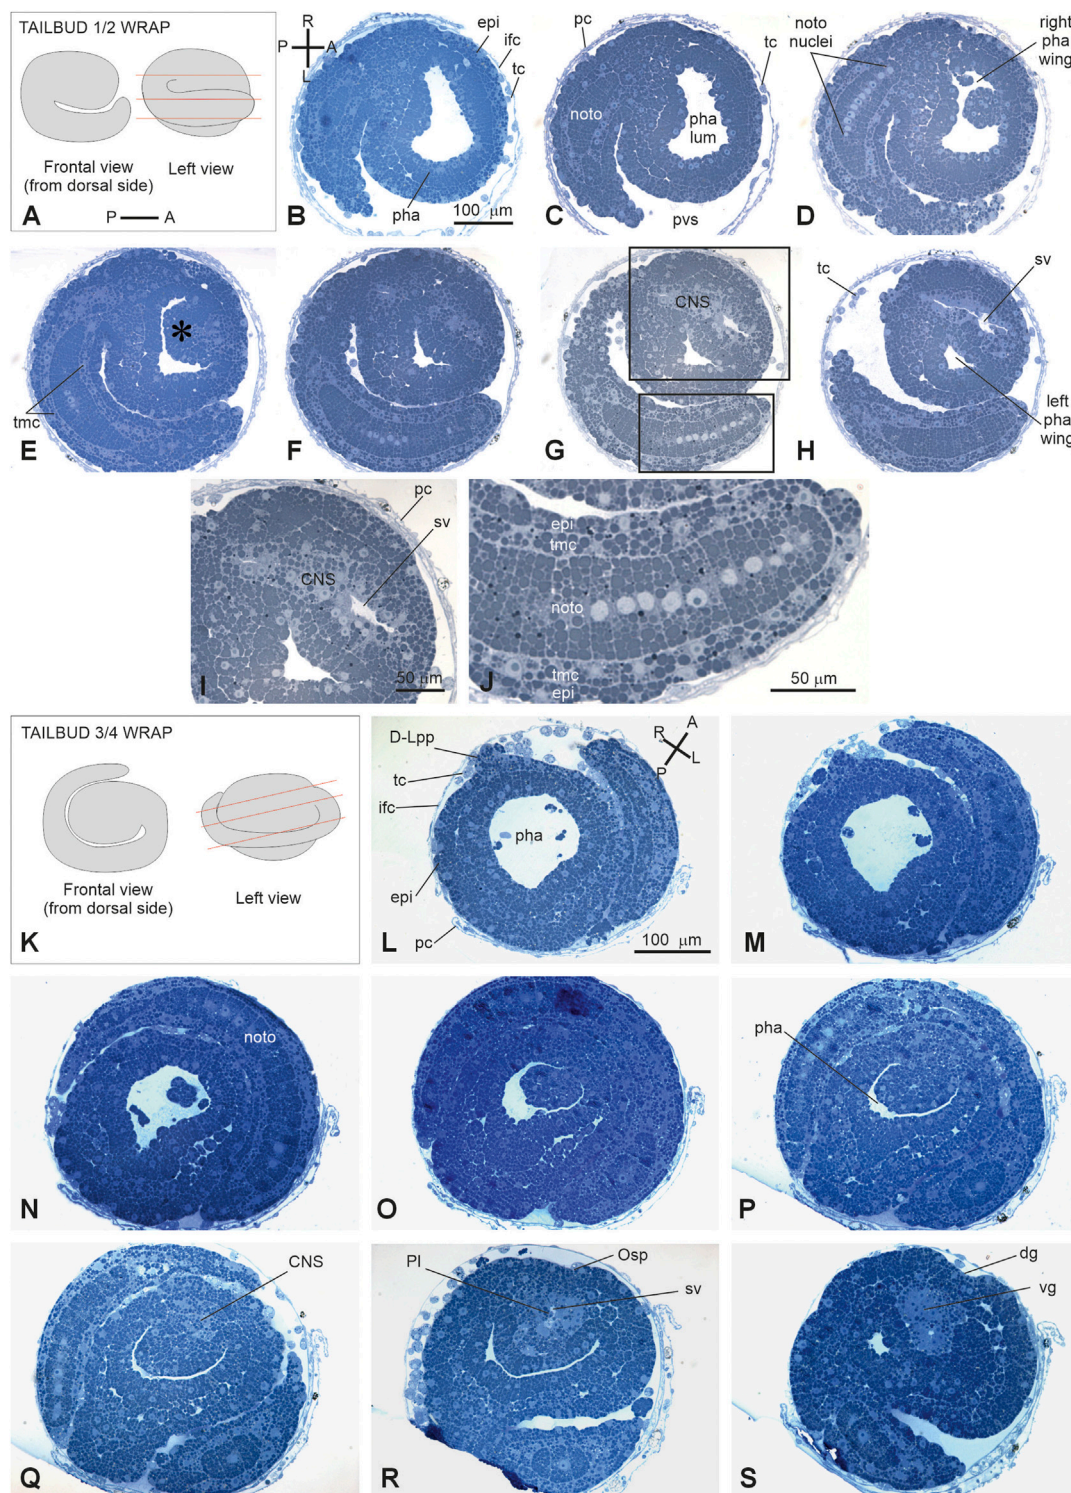 TAILBUD 1/2 WRAP
Frontal view
(from dorsal side)
Left view
P A
A
R
P A
L
epi
ifc
tc
pha
100 μm
B
pc
tc
noto
pha
lum
pvs
C
noto
nuclei
right
pha
wing
D
*
tmc
E
F
CNS
G
tc
sv
left
pha
wing
H
pc
sv
CNS
I
50 μm
epi
tmc
noto
tmc
epi
J
50 μm
TAILBUD 3/4 WRAP
Frontal view
(from dorsal side)
Left view
K
D-Lpp
tc
ifc
pha
epi
pc
R A
P L
L
100 μm
M
noto
N
O
pha
P
CNS
Q
Pl
Osp
sv
R
dg
vg
S